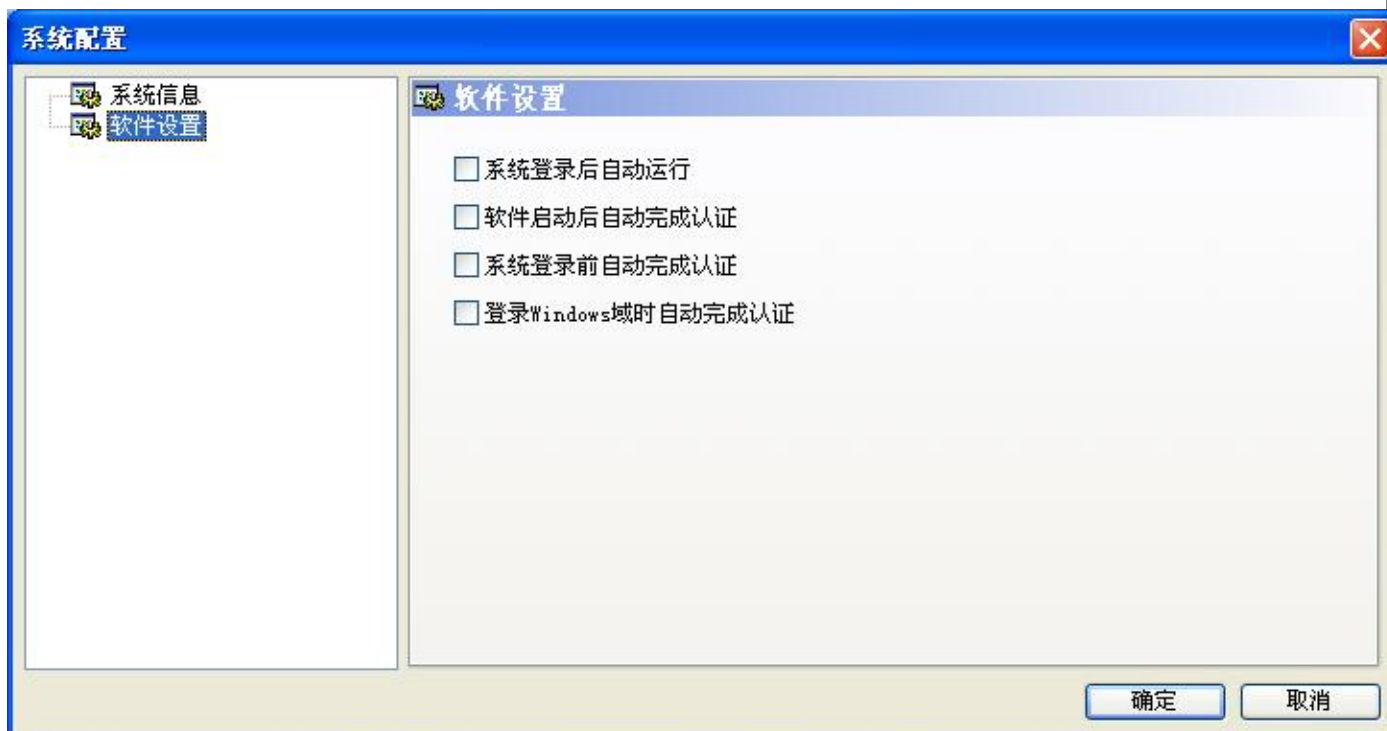 系统配置
系统信息
软件设置
软件设置
系统登录后自动运行
软件启动后自动完成认证
系统登录前自动完成认证
登录Windows域时自动完成认证
确定
取消